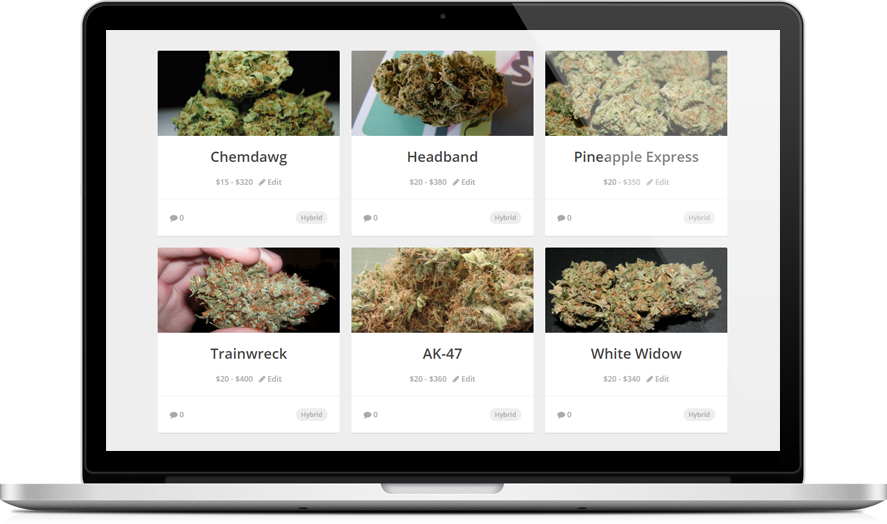 Chemdawg
$15 - $320 Edit
0 Hybrid
Headband
$20 - $380 Edit
0 Hybrid
Pineapple Express
$20 - $350 Edit
0 Hybrid
Trainwreck
$20 - $400 Edit
0 Hybrid
AK-47
$20 - $360 Edit
0 Hybrid
White Widow
$20 - $340 Edit
0 Hybrid